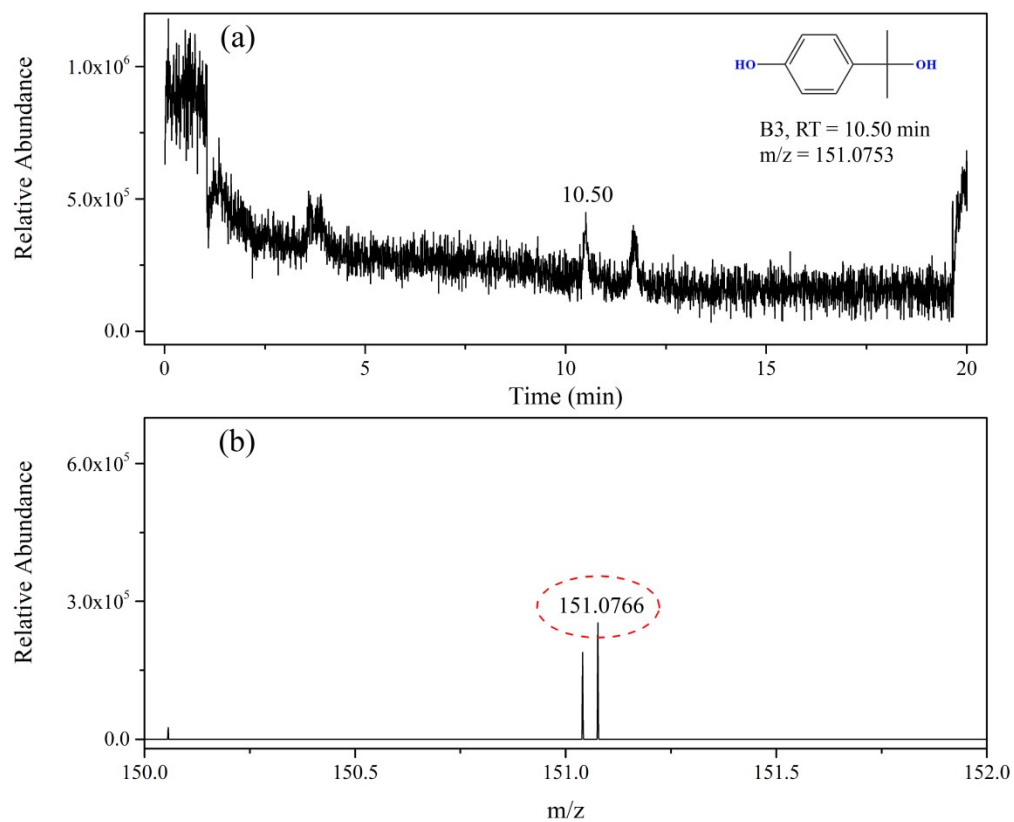 (a)
HO
OH
B3, RT = 10.50 min
m/z = 151.0753
10.50
Relative Abundance
1.0x10⁶
5.0x10⁵
0.0
0 5 10 15 20
Time (min)
(b)
Relative Abundance
6.0x10⁵
3.0x10⁵
0.0
151.0766
150.0 150.5 151.0 151.5 152.0
m/z